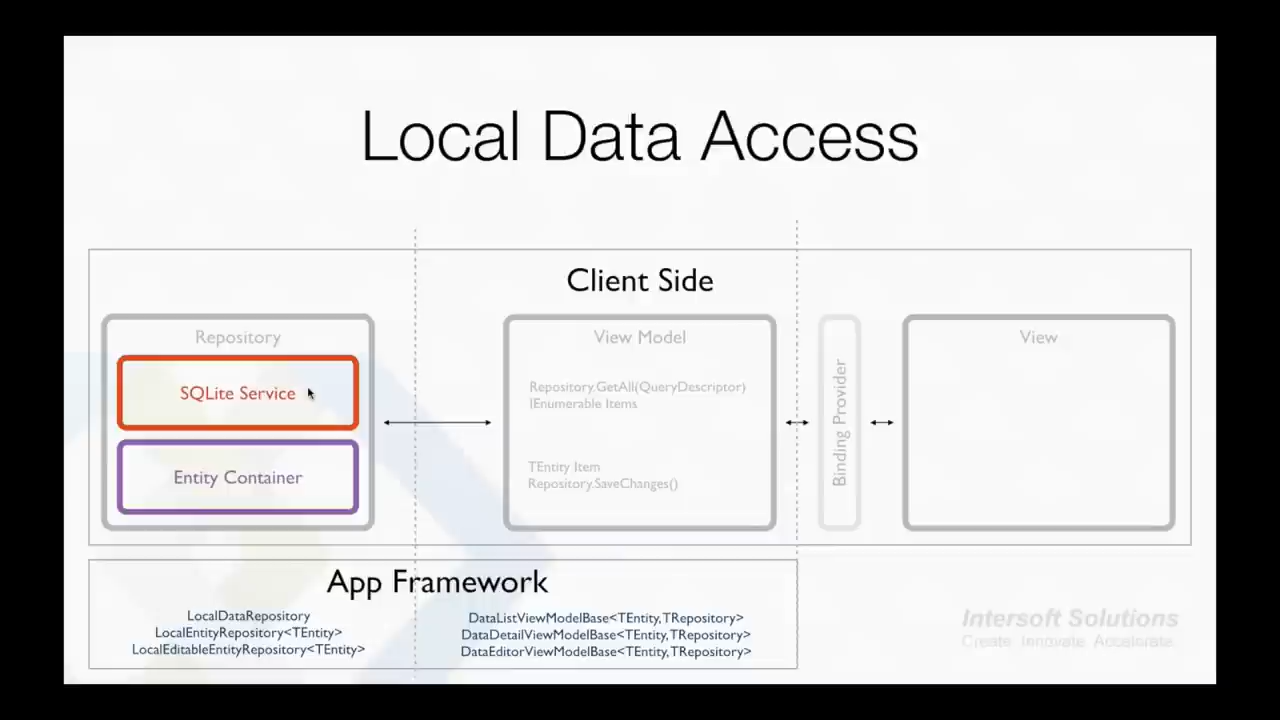 Local Data Access
Client Side
Repository
SQLite Service
Entity Container
View Model
Repository.GetAll(QueryDescriptor)
IEnumerable Items
TEntity Item
Repository.SaveChanges()
Binding Provider
View
App Framework
LocalDataRepository
LocalEntityRepository<TEntity>
LocalEditableEntityRepository<TEntity>
DataListViewModelBase<TEntity,TRepository>
DataDetailViewModelBase<TEntity,TRepository>
DataEditorViewModelBase<TEntity,TRepository>
Intersoft Solutions
Create Innovate Accelerate